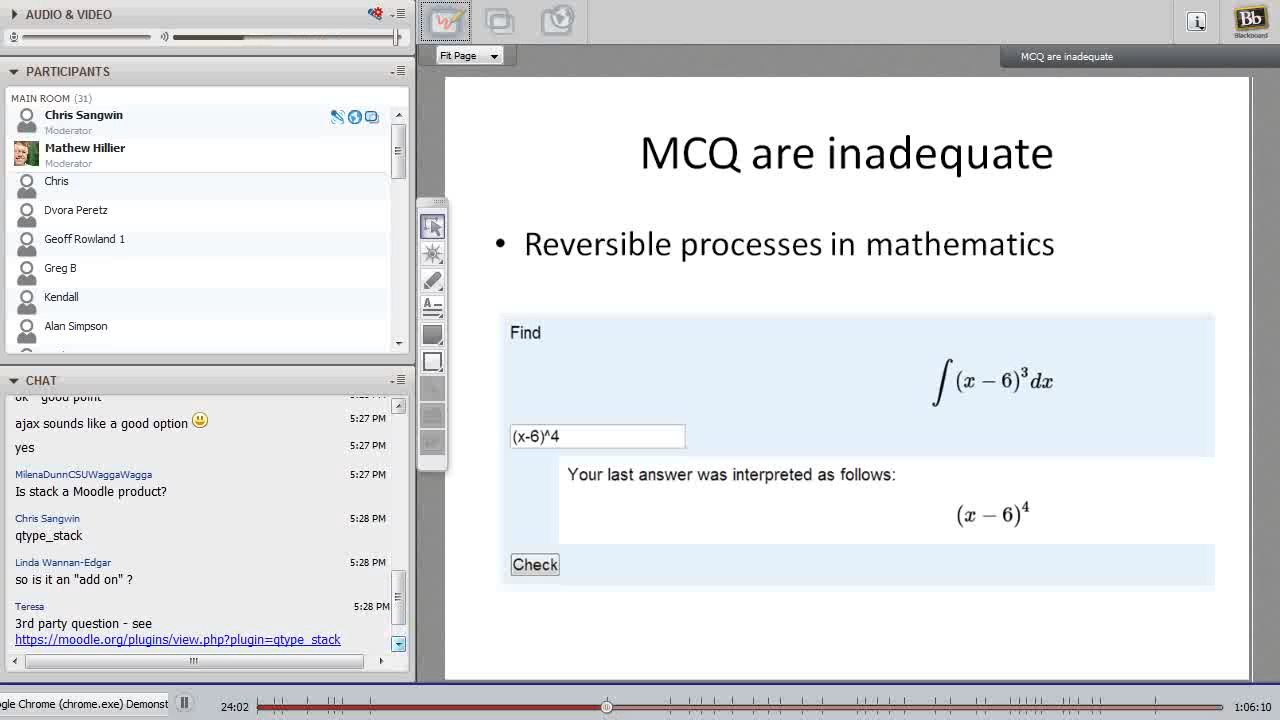 AUDIO & VIDEO
PARTICIPANTS
MAIN ROOM (31)
Chris Sangwin
Moderator
Mathew Hillier
Moderator
Chris
Dvora Peretz
Geoff Rowland 1
Greg B
Kendall
Alan Simpson
CHAT
ok good point
5:27 PM
ajax sounds like a good option
5:27 PM
yes
5:27 PM
MilenaDunnCSUWaggaWagga
5:27 PM
Is stack a Moodle product?
Chris Sangwin
5:28 PM
qtype_stack
Linda Wannan-Edgar
5:28 PM
so is it an "add on" ?
Teresa
5:28 PM
3rd party question - see
https://moodle.org/plugins/view.php?plugin=qtype_stack
Fit Page
MCQ are inadequate
Bb
Blackboard
MCQ are inadequate
• Reversible processes in mathematics
Find
∫(x − 6)³dx
(x-6)^4
Your last answer was interpreted as follows:
(x − 6)⁴
Check
gle Chrome (chrome.exe) Demonst
24:02
1:06:10